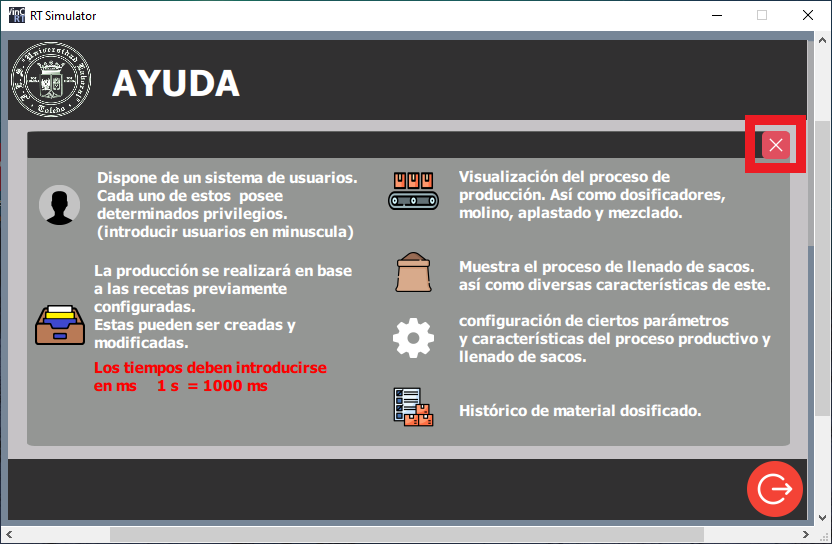 RT Simulator
AYUDA
Dispone de un sistema de usuarios.
Cada uno de estos  posee
determinados privilegios.
(introducir usuarios en minuscula)
La producción se realizará en base
a las recetas previamente
configuradas.
Estas pueden ser creadas y
modificadas.
Los tiempos deben introducirse
en ms    1 s  = 1000 ms
Visualización del proceso de
producción. Así como dosificadores,
molino, aplastado y mezclado.
Muestra el proceso de llenado de sacos.
así como diversas características de este.
configuración de ciertos parámetros
y características del proceso productivo y
llenado de sacos.
Histórico de material dosificado.